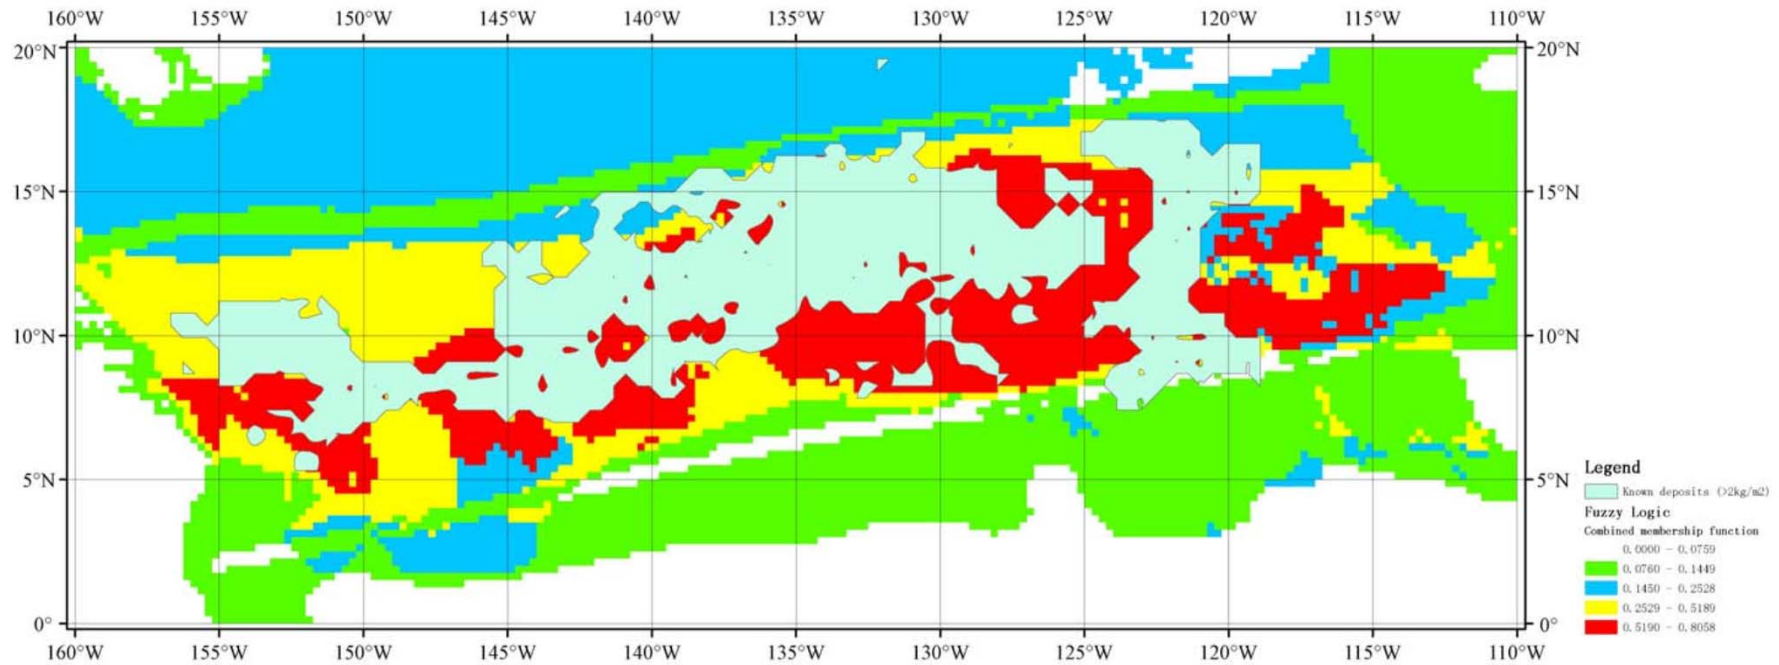 160°W 155°W 150°W 145°W 140°W 135°W 130°W 125°W 120°W 115°W 110°W
20°N 20°N
15°N 15°N
10°N 10°N
5°N 5°N
0° 0°
160°W 155°W 150°W 145°W 140°W 135°W 130°W 125°W 120°W 115°W 110°W
Legend
Known deposits (>2kg/m2)
Fuzzy Logic
Combined membership function
0.0000 - 0.0759
0.0760 - 0.1449
0.1450 - 0.2528
0.2529 - 0.5189
0.5190 - 0.8058